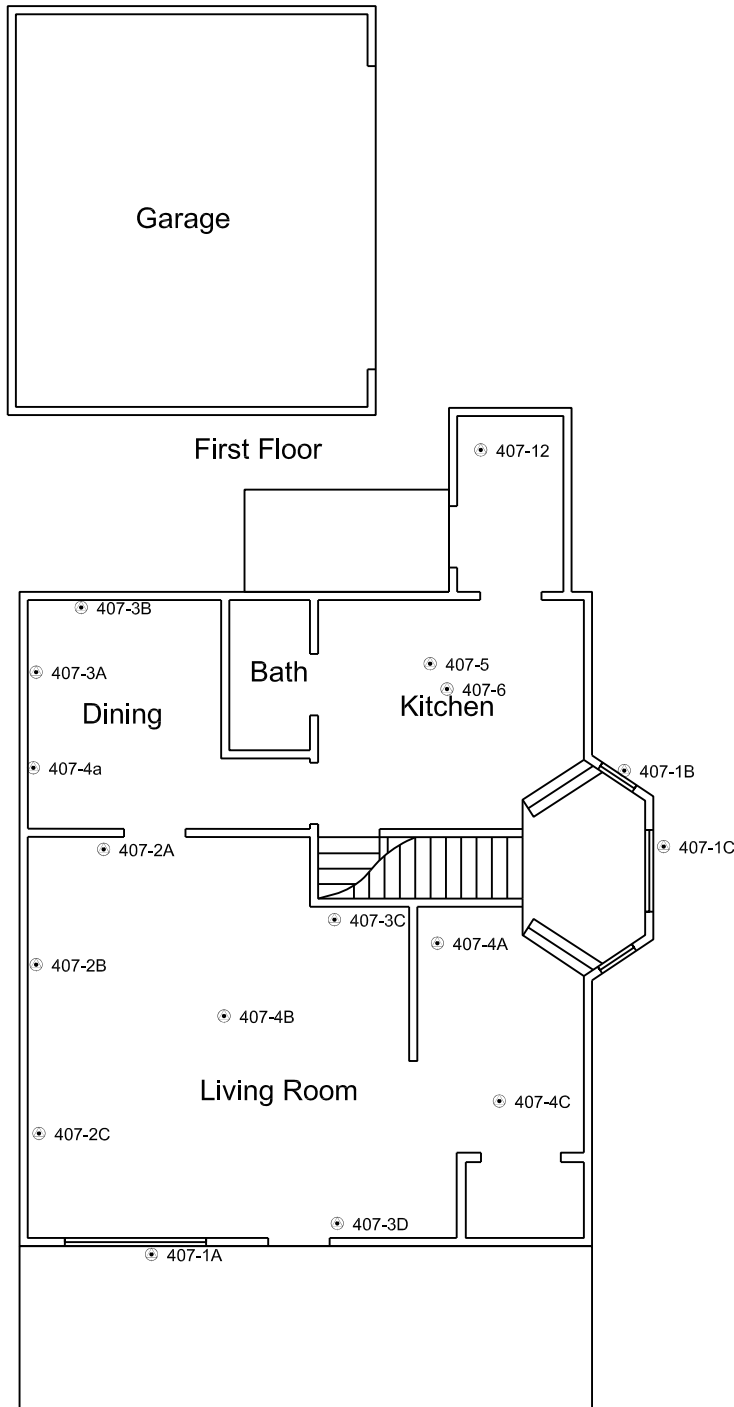 Garage
First Floor
407-12
407-3B
407-5
407-3A
Bath
407-6
Dining
Kitchen
407-4a
407-1B
407-2A
407-1C
407-3C
407-4A
407-2B
407-4B
Living Room
407-4C
407-2C
407-3D
407-1A